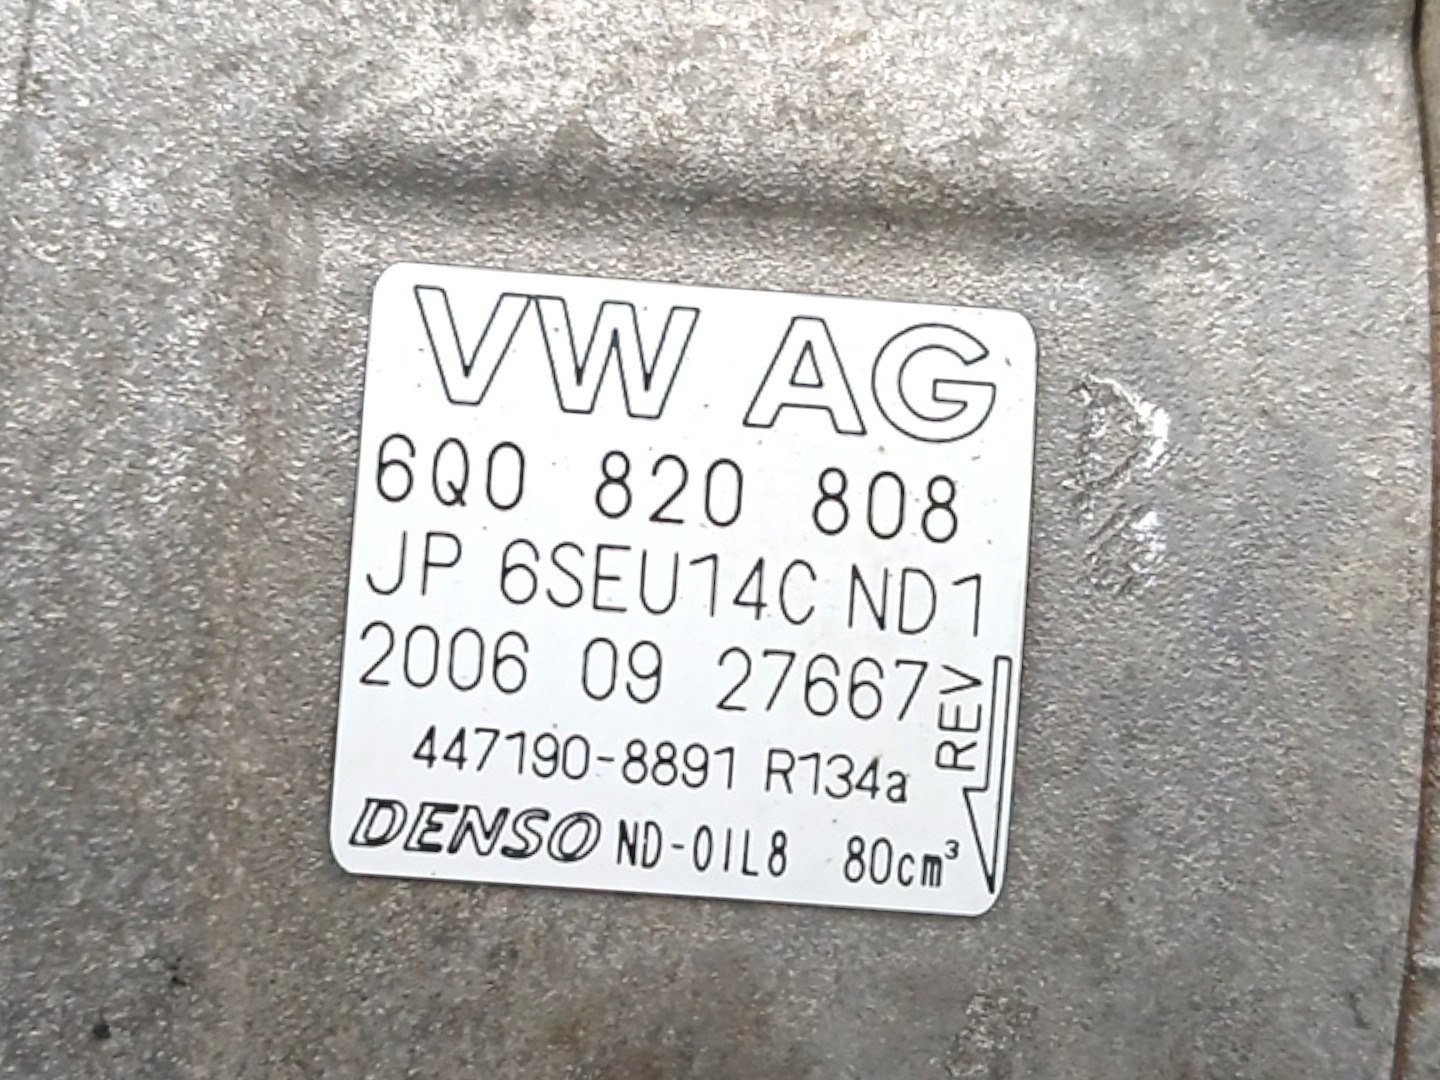 VW AG
6Q0 820 808
JP 6SEU14C ND1
2006 09 27667
REV
447190-8891 R134a
DENSO ND-OIL8 80cm³